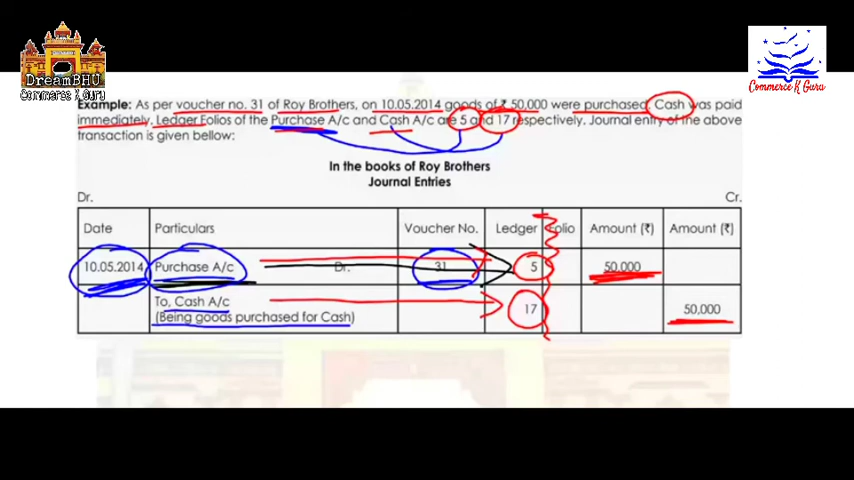 DreamBHU
Commerce K Guru
Commerce K Guru
Example: As per voucher no. 31 of Roy Brothers, on 10.05.2014 goods of ₹ 50,000 were purchased. Cash was paid
immediately. Ledger Folios of the Purchase A/c and Cash A/c are 5 and 17 respectively. Journal entry of the above
transaction is given bellow:
In the books of Roy Brothers
Journal Entries
Dr. Cr.
Date Particulars Voucher No. Ledger Folio Amount (₹) Amount (₹)
10.05.2014 Purchase A/c Dr. 31 5 50,000
To, Cash A/c 17 50,000
(Being goods purchased for Cash)